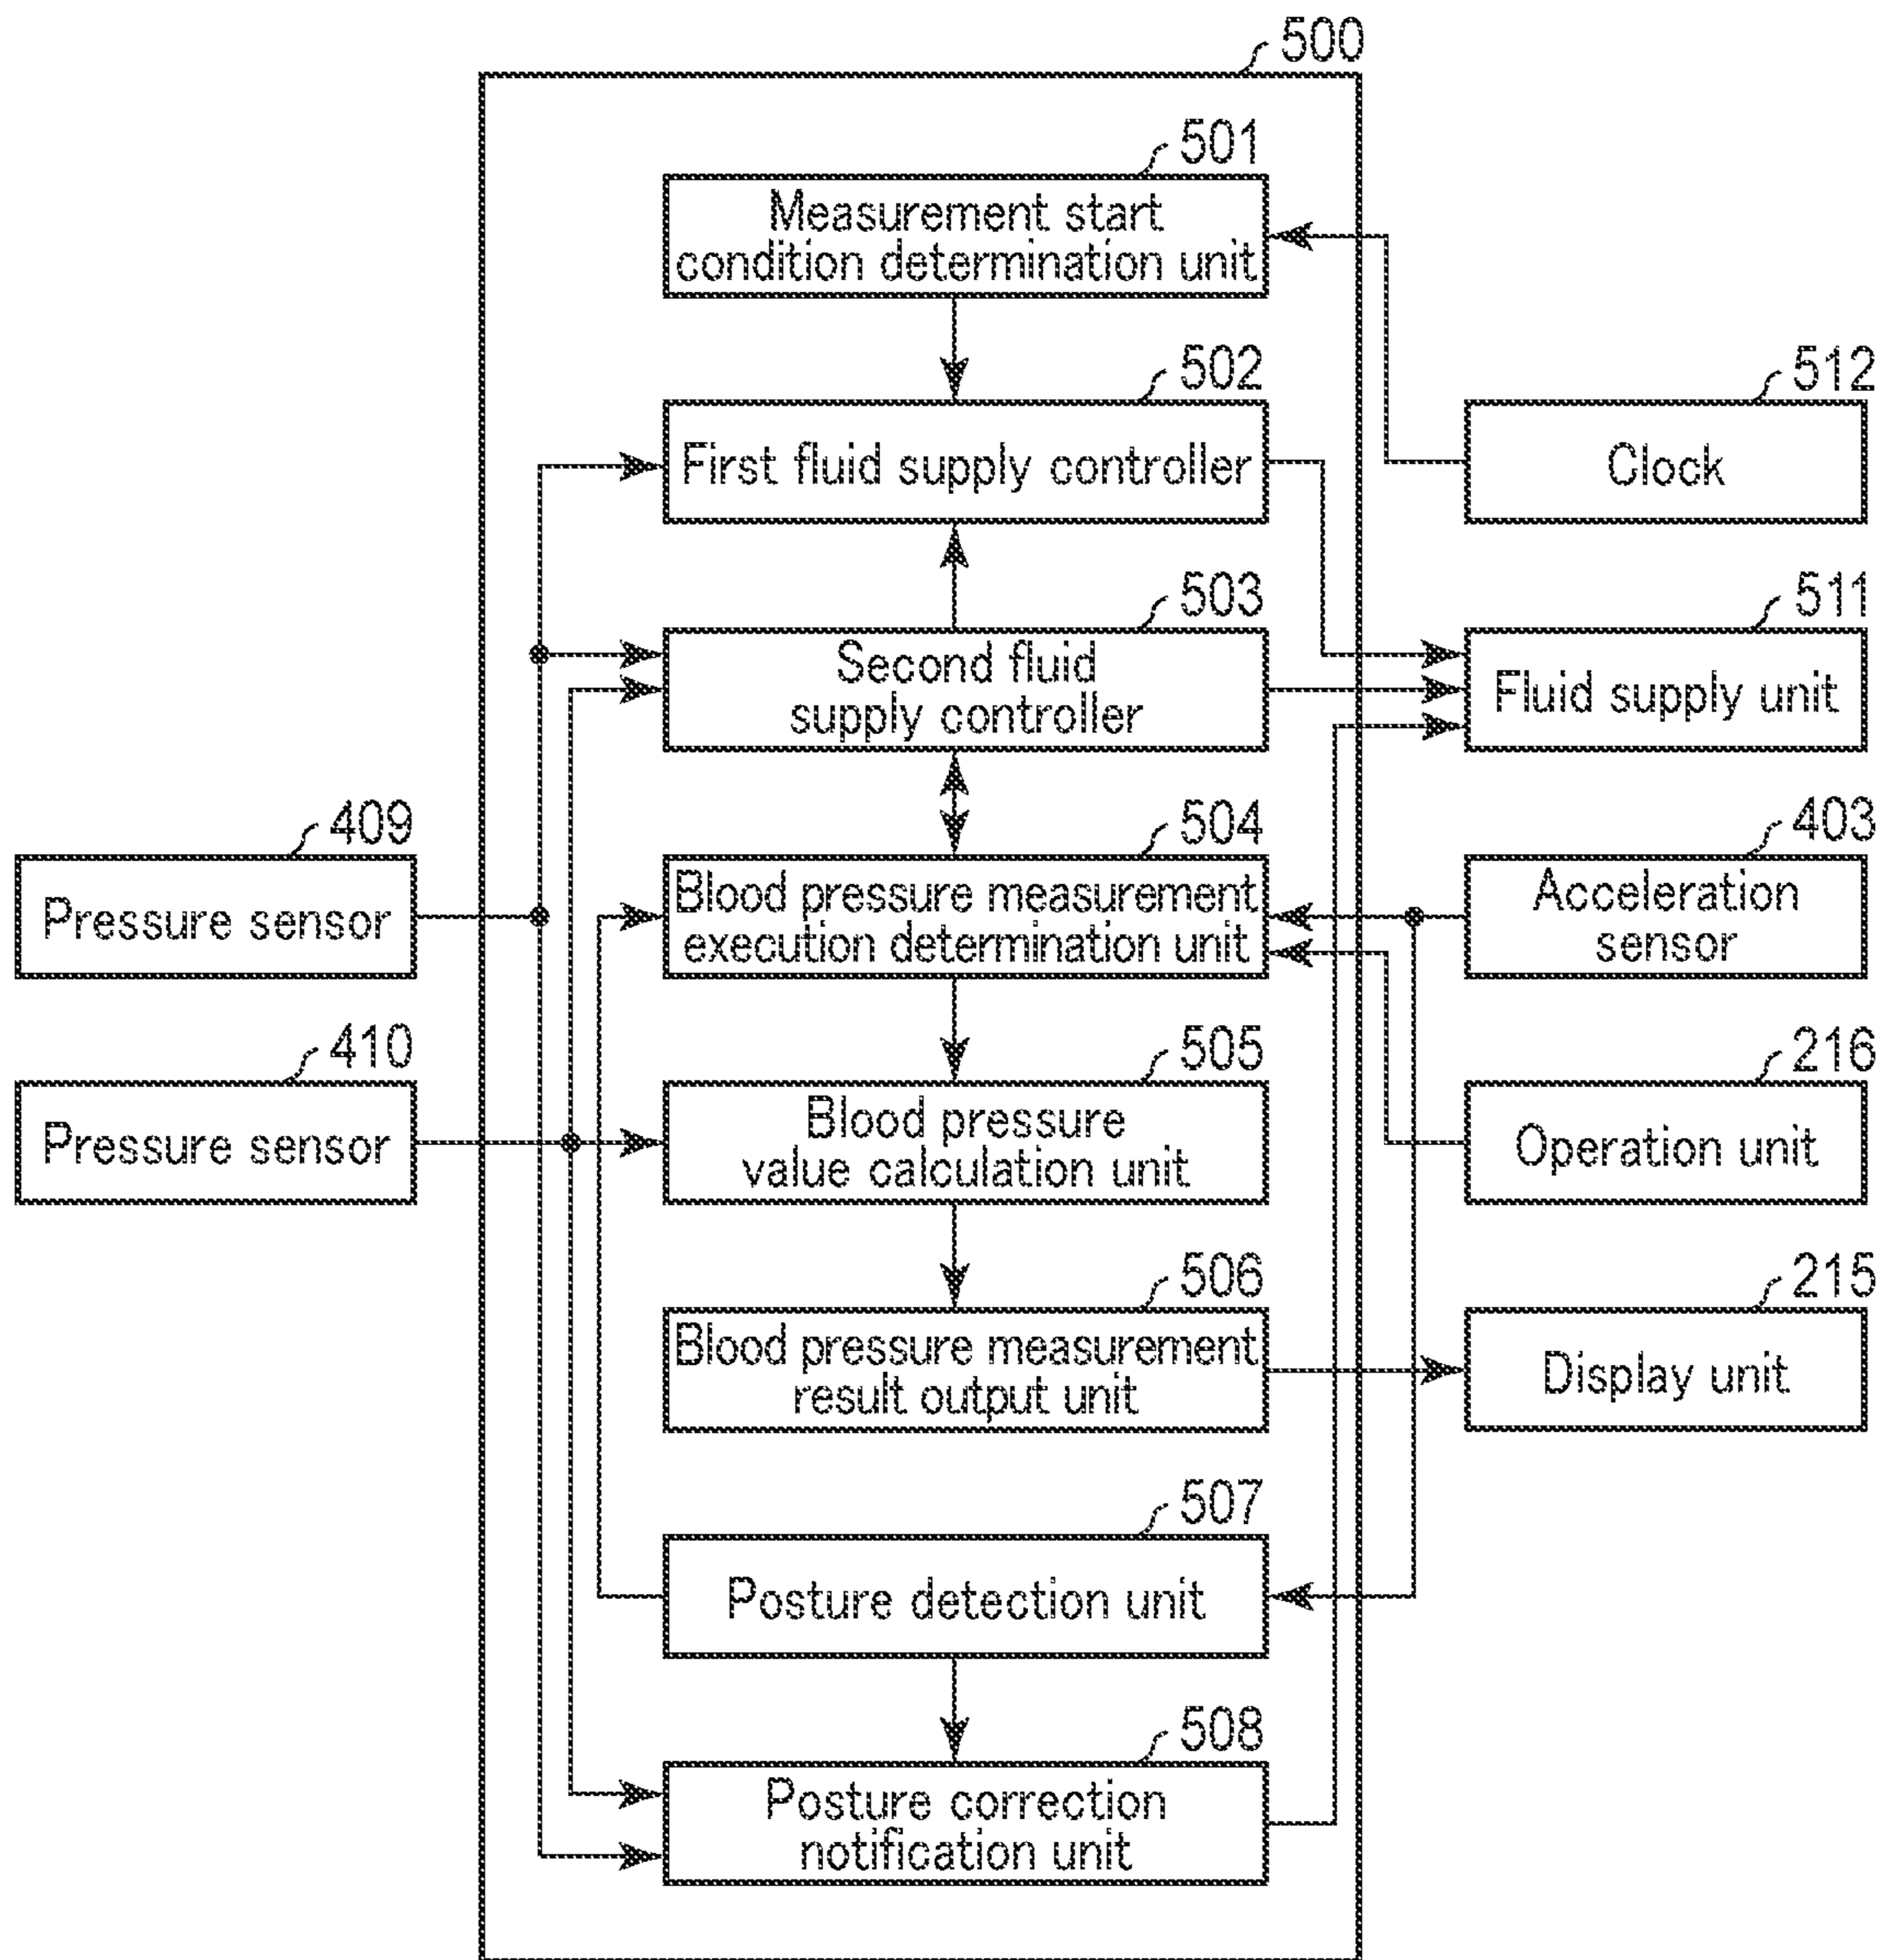 500
501
Measurement start
condition determination unit
502
First fluid supply controller
512
Clock
503
Second fluid
supply controller
511
Fluid supply unit
409
Pressure sensor
504
Blood pressure measurement
execution determination unit
403
Acceleration
sensor
410
Pressure sensor
505
Blood pressure
value calculation unit
216
Operation unit
506
Blood pressure measurement
result output unit
215
Display unit
507
Posture detection unit
508
Posture correction
notification unit